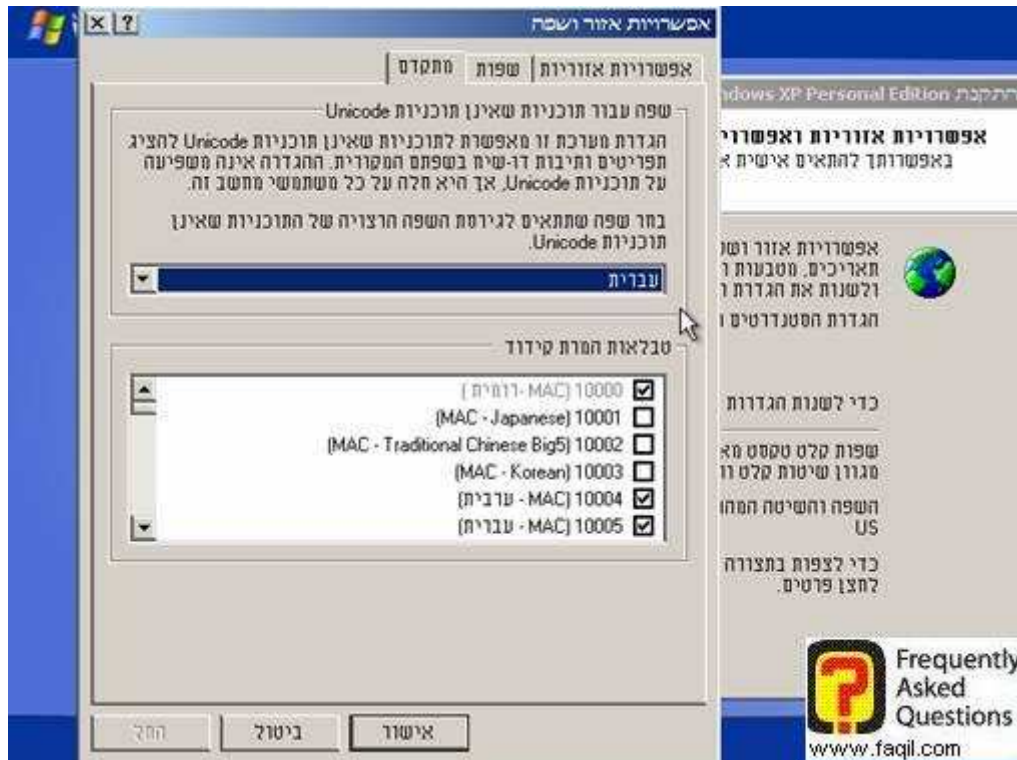 אפשרויות אזור ושפה
אפשרויות אזוריות
שפות
מתקדם
שפה עבור תוכניות שאינן תוכניות Unicode
הגדרת מערכת זו מאפשרת לתוכניות שאינן תוכניות Unicode להציג
תפריטים ותיבות דו-שיח בשפתם המקורית. ההגדרה אינה משפיעה
על תוכניות Unicode, אך היא חלה על כל משתמשי מחשב זה.
בחר שפה שתתאים לגירסת השפה הרצויה של התוכניות שאינן
תוכניות Unicode.
עברית
טבלאות המרת קידוד
10000 (MAC -רומית )
10001 (MAC - Japanese)
10002 (MAC - Traditional Chinese Big5)
10003 (MAC - Korean)
10004 (MAC - ערבית)
10005 (MAC - עברית)
אישור
ביטול
החל
התקנת ndows XP Personal Edition
אפשרויות אזוריות ואפשרוי
באפשרותך להתאים אישית א
אפשרויות אזור ושפ
תאריכים, מטבעות ו
ולשנות את הגדרת ה
הגדרת הסטנדרטים ו
כדי לשנות הגדרות
שפות קלט טקסט מא
מגוון שיטות קלט ות
השפה והשיטה המהו
US
כדי לצפות בתצורה
לחצן פרטים.
Frequently
Asked
Questions
www.faqil.com